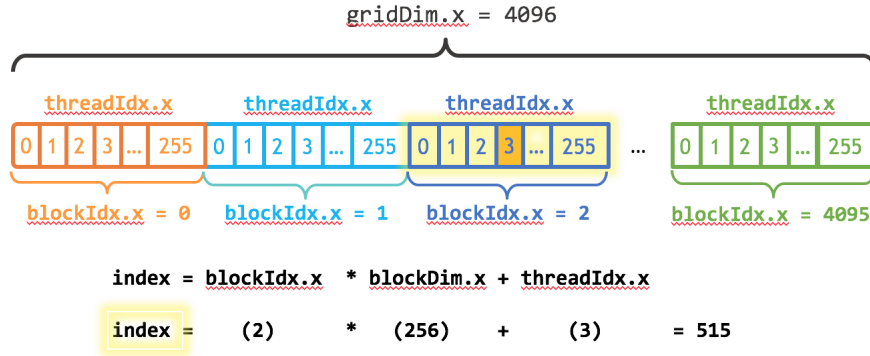 gridDim.x = 4096
threadIdx.x threadIdx.x threadIdx.x threadIdx.x
0 1 2 3 ... 255 0 1 2 3 ... 255 0 1 2 3 ... 255 ... 0 1 2 3 ... 255
blockIdx.x = 0 blockIdx.x = 1 blockIdx.x = 2 blockIdx.x = 4095
index = blockIdx.x * blockDim.x + threadIdx.x
index = (2) * (256) + (3) = 515